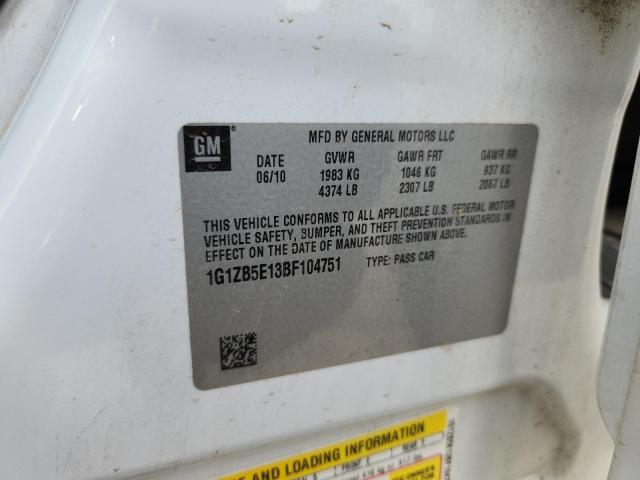 GM
MFD BY GENERAL MOTORS LLC
DATE GVWR GAWR FRT GAWR RR
06/10 1983 KG 1046 KG 937 KG
4374 LB 2307 LB 2067 LB
THIS VEHICLE CONFORMS TO ALL APPLICABLE U.S. FEDERAL MOTOR
VEHICLE SAFETY, BUMPER, AND THEFT PREVENTION STANDARDS IN
EFFECT ON THE DATE OF MANUFACTURE SHOWN ABOVE.
1G1ZB5E13BF104751 TYPE: PASS CAR
AND LOADING INFORMATION
FRONT
REAR